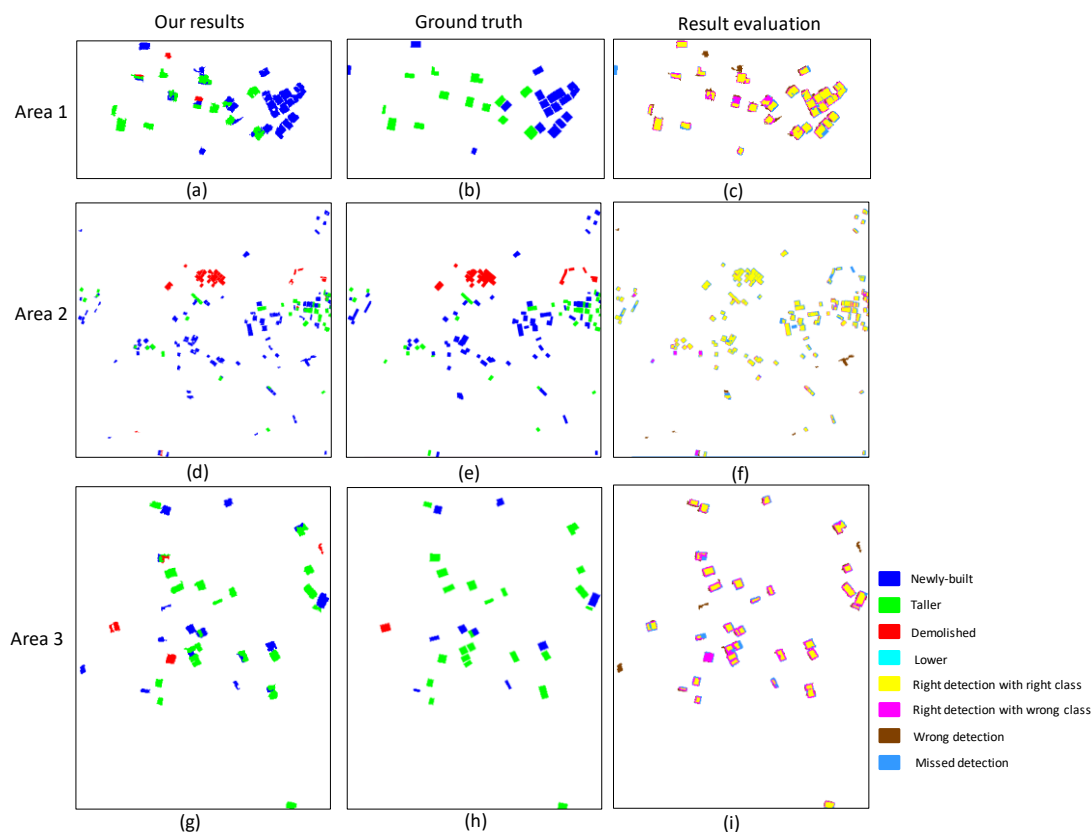 Our results
Ground truth
Result evaluation
Area 1
(a)
(b)
(c)
Area 2
(d)
(e)
(f)
Area 3
Newly-built
Taller
Demolished
Lower
Right detection with right class
Right detection with wrong class
Wrong detection
Missed detection
(g)
(h)
(i)